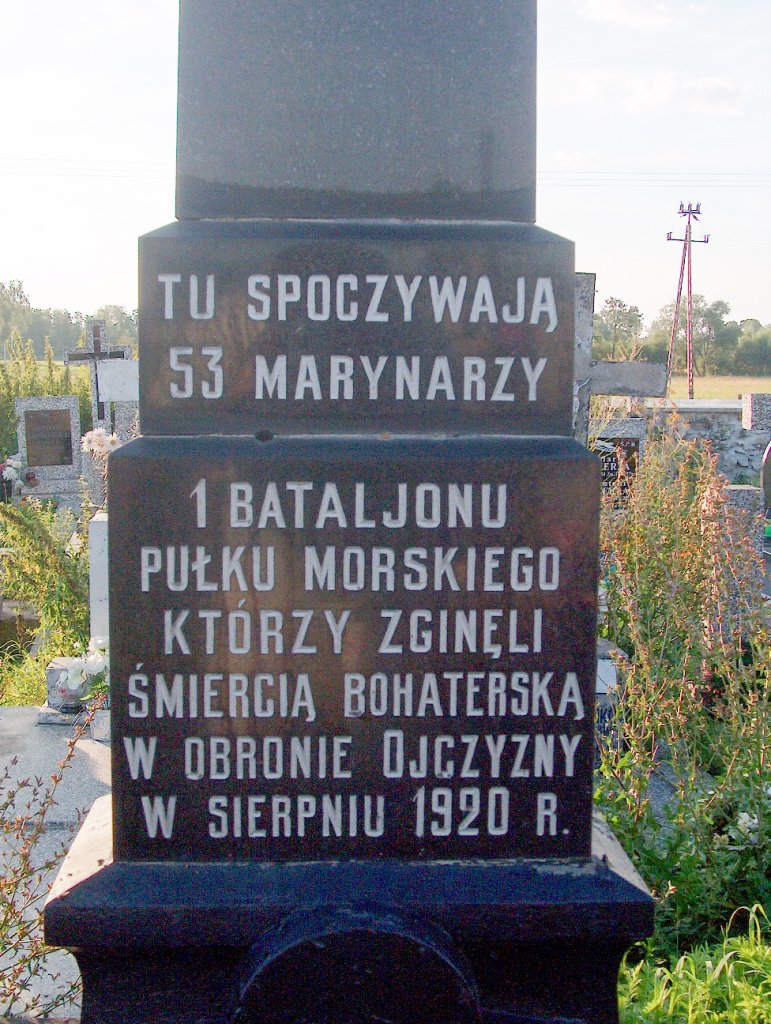 TU SPOCZYWAJĄ
53 MARYNARZY
1 BATALJONU
PUŁKU MORSKIEGO
KTÓRZY ZGINĘLI
ŚMIERCIĄ BOHATERSKĄ
W OBRONIE OJCZYZNY
W SIERPNIU 1920 R.